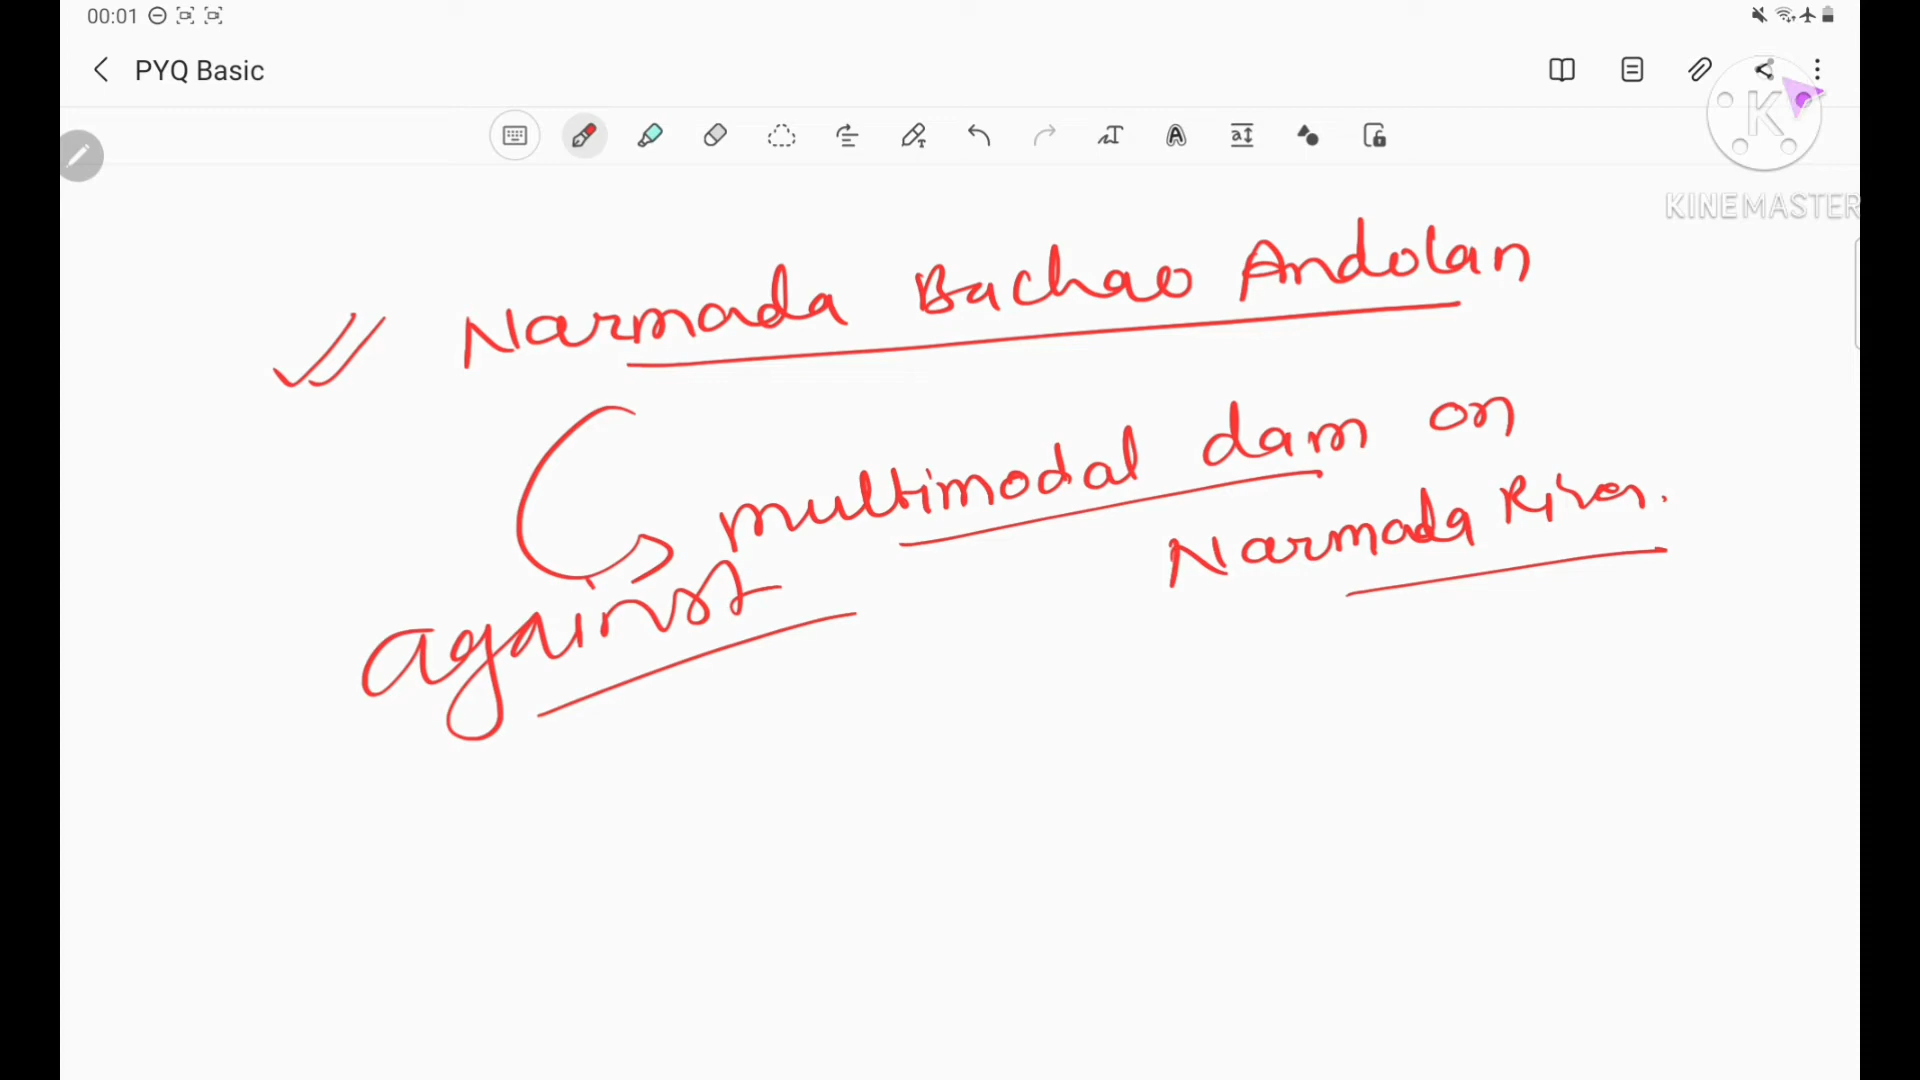 00:01
PYQ Basic
KINEMASTER
Narmada Bachao Andolan
multimodal dam on
Narmada River.
against